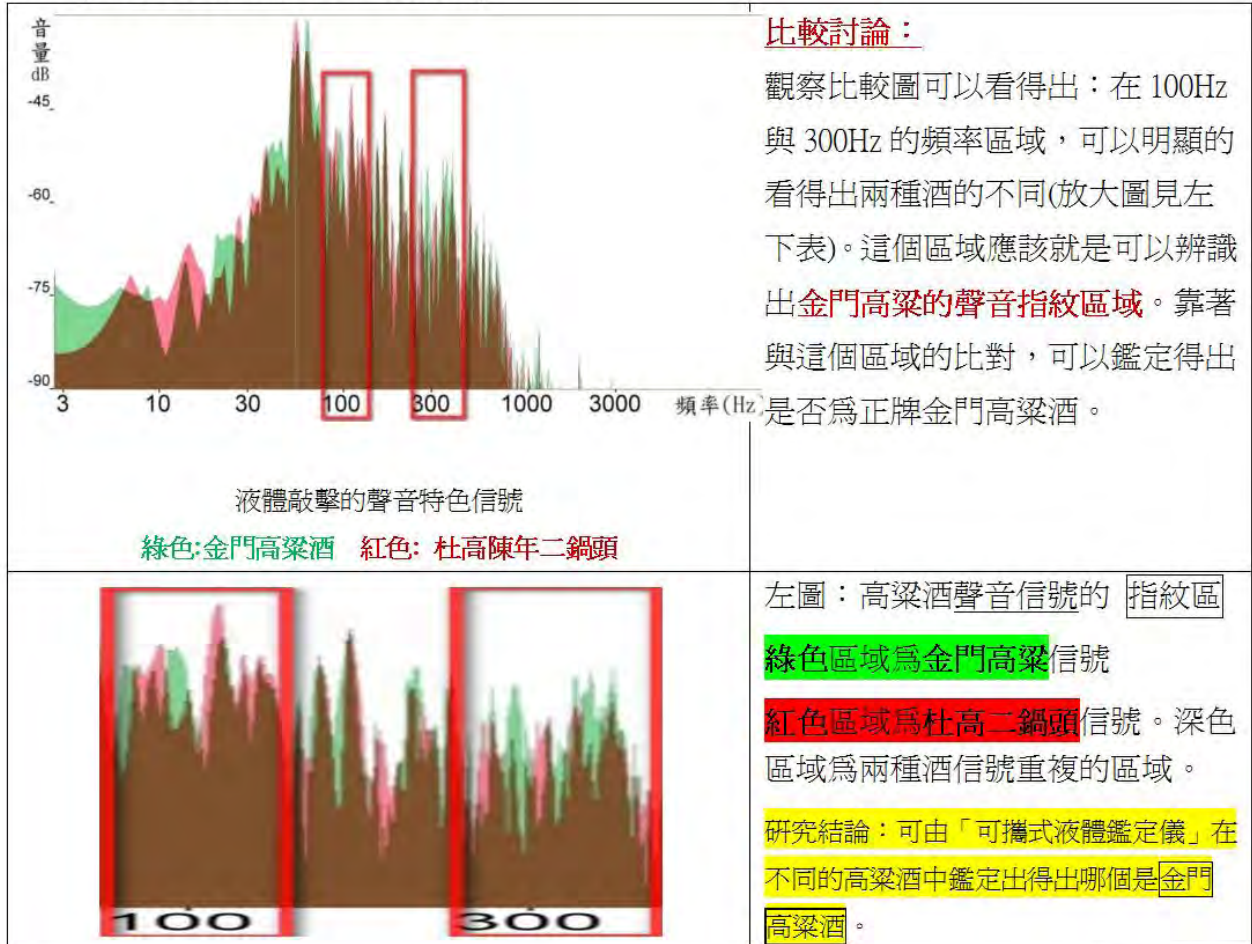 音
量
dB
-45
-60
-75
-90
3 10 30 100 300 1000 3000 頻率(Hz)
液體敲擊的聲音特色信號
綠色:金門高粱酒 紅色: 杜高陳年二鍋頭
比較討論：
觀察比較圖可以看得出：在 100Hz
與 300Hz 的頻率區域，可以明顯的
看得出兩種酒的不同(放大圖見左
下表)。這個區域應該就是可以辨識
出金門高粱的聲音指紋區域。靠著
與這個區域的比對，可以鑑定得出
是否為正牌金門高粱酒。
100 300
左圖：高粱酒聲音信號的 指紋區
綠色區域為金門高粱信號
紅色區域為杜高二鍋頭信號。深色
區域為兩種酒信號重複的區域。
研究結論：可由「可攜式液體鑑定儀」在
不同的高粱酒中鑑定出得出哪個是金門
高粱酒。